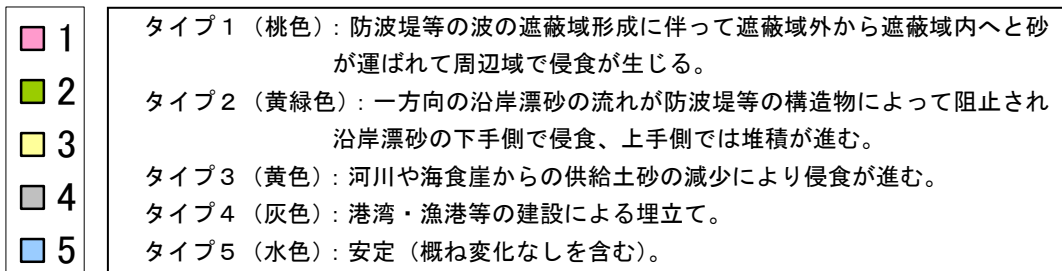 1
2
3
4
5
タイプ１（桃色）：防波堤等の波の遮蔽域形成に伴って遮蔽域外から遮蔽域内へと砂
が運ばれて周辺域で侵食が生じる。
タイプ２（黄緑色）：一方向の沿岸漂砂の流れが防波堤等の構造物によって阻止され
沿岸漂砂の下手側で侵食、上手側では堆積が進む。
タイプ３（黄色）：河川や海食崖からの供給土砂の減少により侵食が進む。
タイプ４（灰色）：港湾・漁港等の建設による埋立て。
タイプ５（水色）：安定（概ね変化なしを含む）。